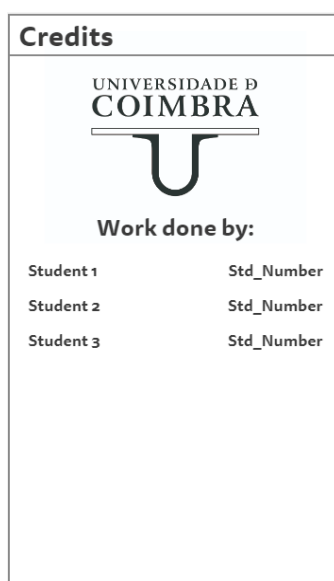 Credits
UNIVERSIDADE Ð
COIMBRA
Work done by:
Student 1 Std_Number
Student 2 Std_Number
Student 3 Std_Number